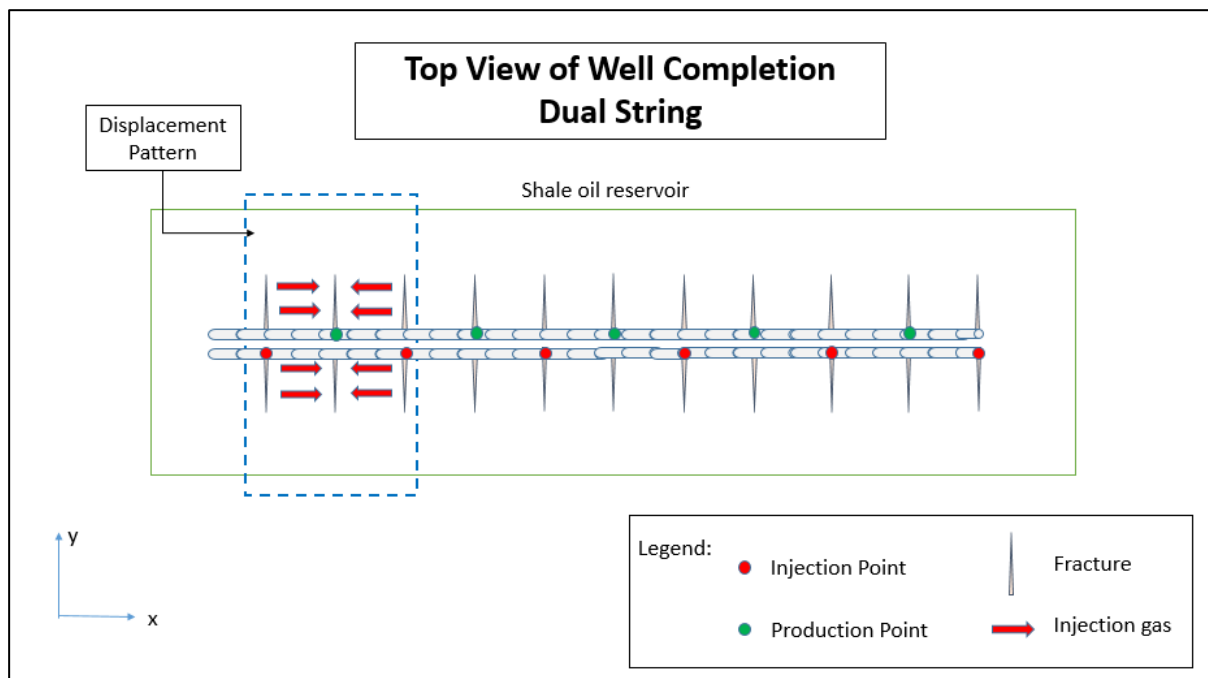 Top View of Well Completion
Dual String
Displacement
Pattern
Shale oil reservoir
y
x
Legend:
Injection Point
Fracture
Production Point
Injection gas